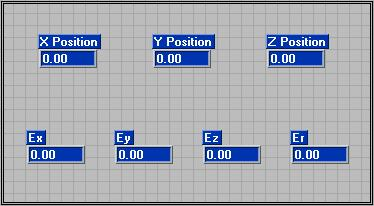 X Position Y Position Z Position
0.00 0.00 0.00
Ex Ey Ez Er
0.00 0.00 0.00 0.00